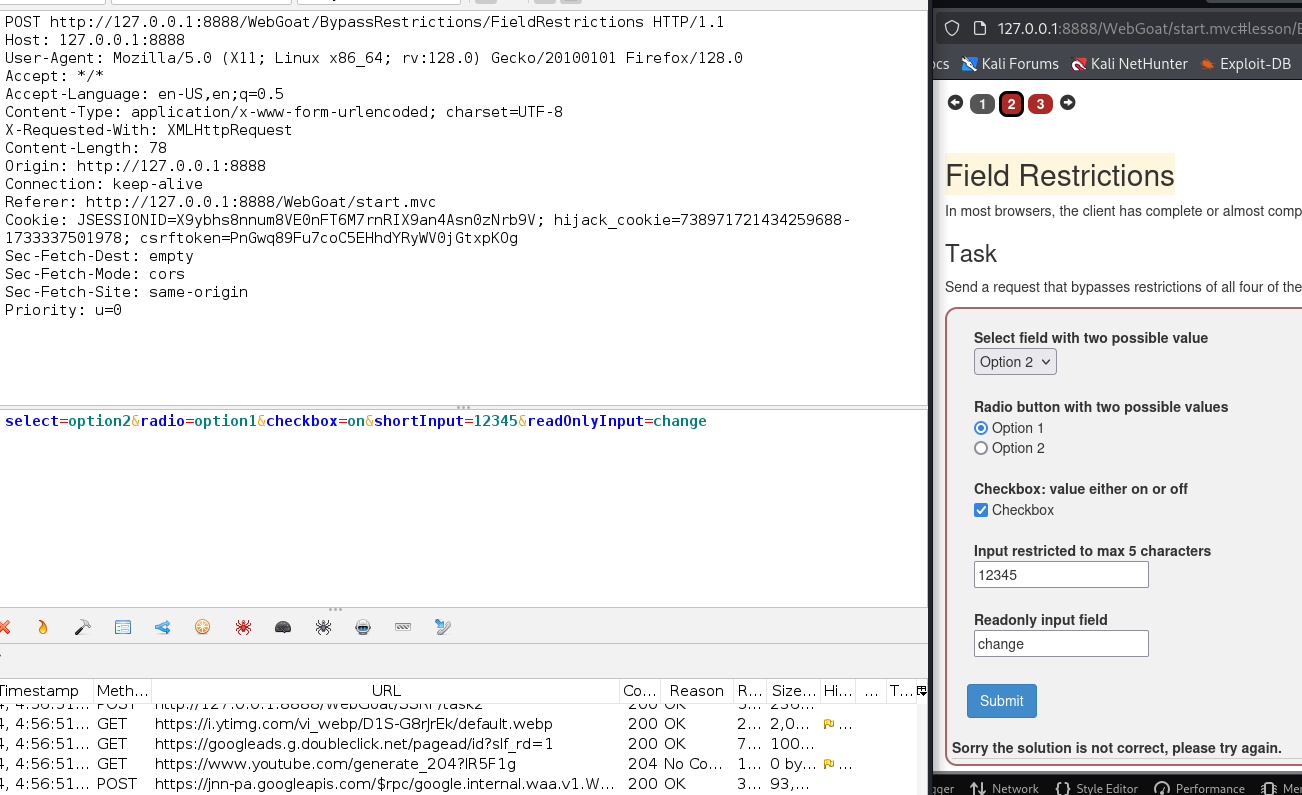 POST http://127.0.0.1:8888/WebGoat/BypassRestrictions/FieldRestrictions HTTP/1.1
Host: 127.0.0.1:8888
User-Agent: Mozilla/5.0 (X11; Linux x86_64; rv:128.0) Gecko/20100101 Firefox/128.0
Accept: */*
Accept-Language: en-US,en;q=0.5
Content-Type: application/x-www-form-urlencoded; charset=UTF-8
X-Requested-With: XMLHttpRequest
Content-Length: 78
Origin: http://127.0.0.1:8888
Connection: keep-alive
Referer: http://127.0.0.1:8888/WebGoat/start.mvc
Cookie: JSESSIONID=X9ybhs8nnum8VE0nFT6M7rnRIX9an4Asn0zNrb9V; hijack_cookie=738971721434259688-
1733337501978; csrftoken=PnGwq89Fu7coC5EHhdYRyWV0jGtxpKOg
Sec-Fetch-Dest: empty
Sec-Fetch-Mode: cors
Sec-Fetch-Site: same-origin
Priority: u=0
select=option2&radio=option1&checkbox=on&shortInput=12345&readOnlyInput=change
Timestamp Meth... URL Co... Reason R... Size... Hi... ... T...
4, 4:56:51... POST http://127.0.0.1:8888/WebGoat/SSRF/task2 200 OK 5... 236...
4, 4:56:51... GET https://i.ytimg.com/vi_webp/D1S-G8rJrEk/default.webp 200 OK 2... 2,0... ...
4, 4:56:51... GET https://googleads.g.doubleclick.net/pagead/id?slf_rd=1 200 OK 7... 100...
4, 4:56:51... GET https://www.youtube.com/generate_204?lR5F1g 204 No Co... 1... 0 by... ...
4, 4:56:51... POST https://jnn-pa.googleapis.com/$rpc/google.internal.waa.v1.W... 200 OK 3... 93,...
127.0.0.1:8888/WebGoat/start.mvc#lesson/
ocs Kali Forums Kali NetHunter Exploit-DB
1 2 3
Field Restrictions
In most browsers, the client has complete or almost comp
Task
Send a request that bypasses restrictions of all four of the
Select field with two possible value
Option 2
Radio button with two possible values
Option 1
Option 2
Checkbox: value either on or off
Checkbox
Input restricted to max 5 characters
12345
Readonly input field
change
Submit
Sorry the solution is not correct, please try again.
gger Network Style Editor Performance Me